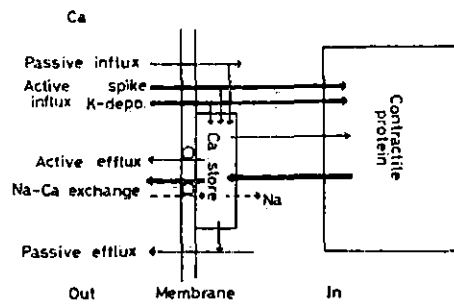 Ca
Passive influx
Active spike
influx K-depo.
Ca store
Contractile
protein
Active efflux
Na-Ca exchange
Na
Passive efflux
Out Membrane In